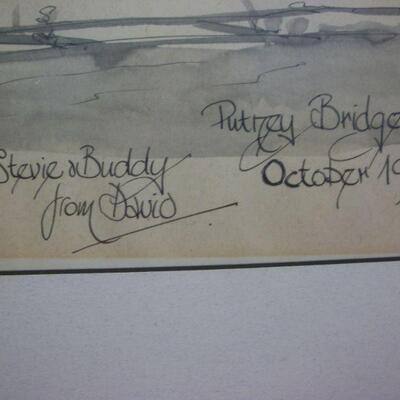 Stevie & Buddy
from David
Putney Bridge
October 19